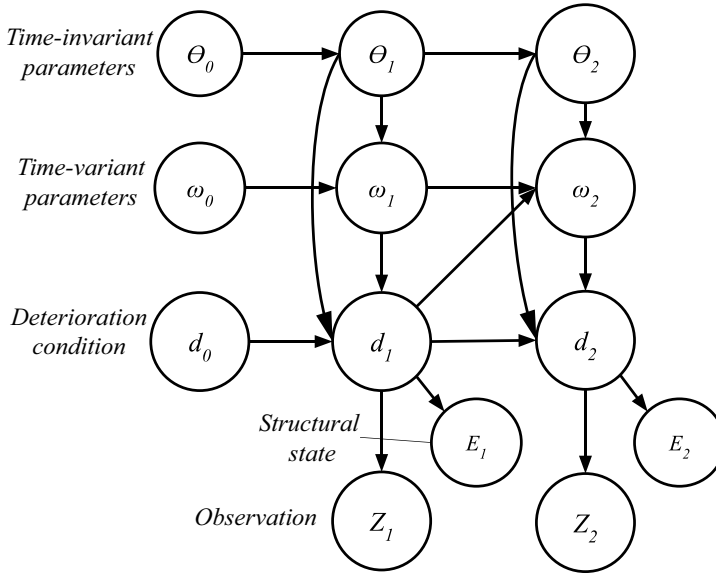 Time-invariant
parameters
ϴ₀
ϴ₁
ϴ₂
Time-variant
parameters
ω₀
ω₁
ω₂
Deterioration
condition
d₀
d₁
d₂
Structural
state
E₁
E₂
Observation
Z₁
Z₂